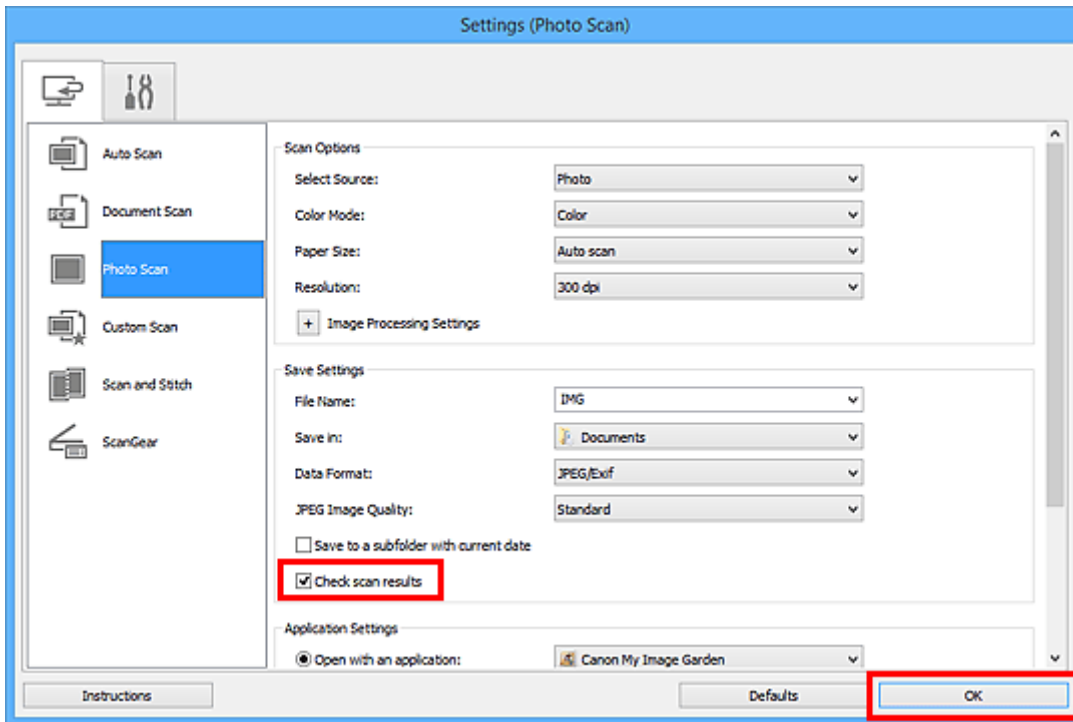 Settings (Photo Scan)
Auto Scan
PDF
Document Scan
Photo Scan
Custom Scan
Scan and Stitch
ScanGear
Scan Options
Select Source: Photo
Color Mode: Color
Paper Size: Auto scan
Resolution: 300 dpi
+ Image Processing Settings
Save Settings
File Name: IMG
Save in: Documents
Data Format: JPEG/Exif
JPEG Image Quality: Standard
Save to a subfolder with current date
Check scan results
Application Settings
Open with an application: Canon My Image Garden
Instructions Defaults OK